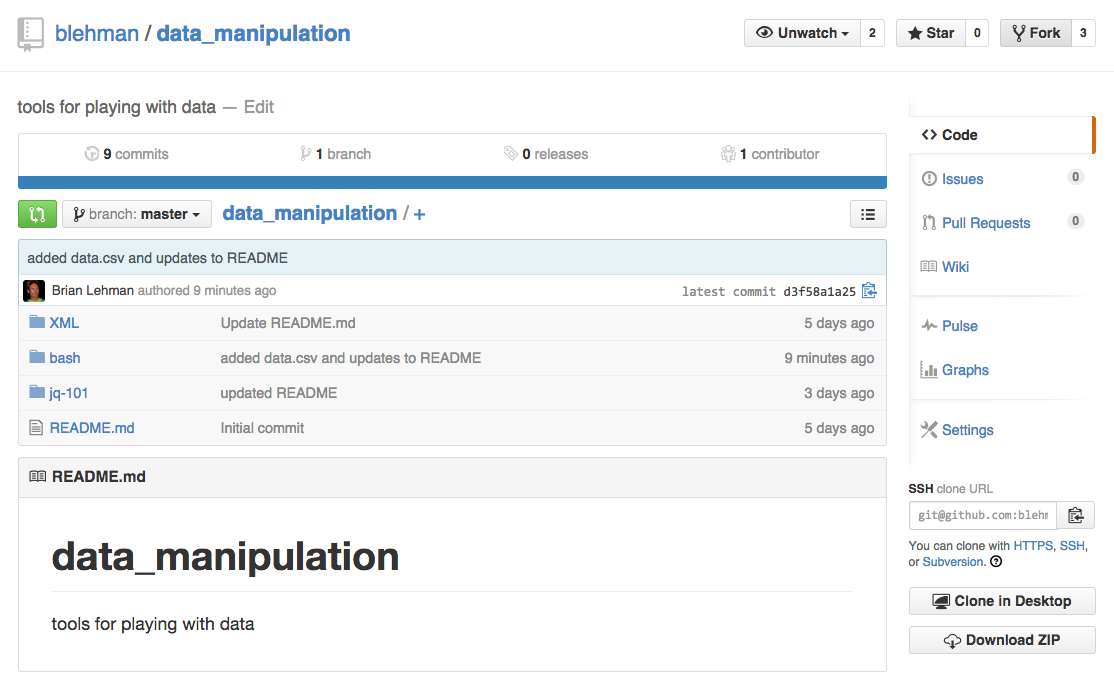 blehman / data_manipulation
Unwatch 2 Star 0 Fork 3
tools for playing with data — Edit
9 commits 1 branch 0 releases 1 contributor
branch: master data_manipulation / +
added data.csv and updates to README
Brian Lehman authored 9 minutes ago latest commit d3f58a1a25
XML Update README.md 5 days ago
bash added data.csv and updates to README 9 minutes ago
jq-101 updated README 3 days ago
README.md Initial commit 5 days ago
README.md
data_manipulation
tools for playing with data
Code
Issues 0
Pull Requests 0
Wiki
Pulse
Graphs
Settings
SSH clone URL
git@github.com:blehm
You can clone with HTTPS, SSH,
or Subversion.
Clone in Desktop
Download ZIP